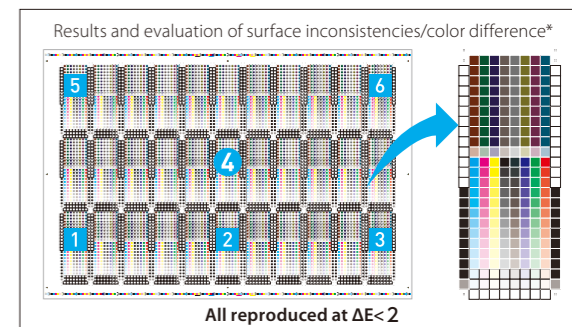 Results and evaluation of surface inconsistencies/color difference*
5 6
4
1 2 3
All reproduced at ΔE< 2